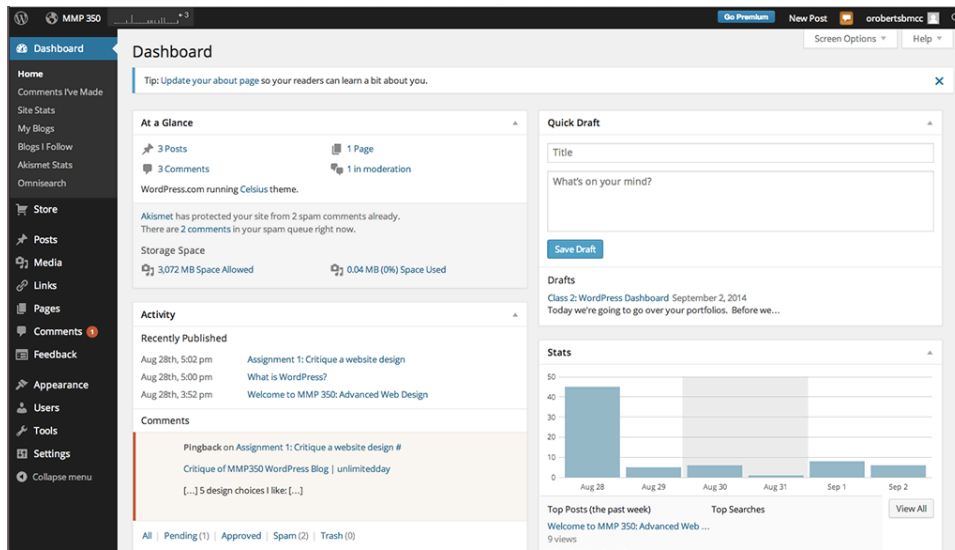 MMP 350
+3
Go Premium
New Post
orobertsbmcc
Dashboard
Home
Comments I've Made
Site Stats
My Blogs
Blogs I Follow
Akismet Stats
Omnisearch
Store
Posts
Media
Links
Pages
Comments 1
Feedback
Appearance
Users
Tools
Settings
Collapse menu
Screen Options
Help
Dashboard
Tip: Update your about page so your readers can learn a bit about you.
At a Glance
3 Posts
1 Page
3 Comments
1 in moderation
WordPress.com running Celsius theme.
Akismet has protected your site from 2 spam comments already.
There are 2 comments in your spam queue right now.
Storage Space
3,072 MB Space Allowed
0.04 MB (0%) Space Used
Activity
Recently Published
Aug 28th, 5:02 pm Assignment 1: Critique a website design
Aug 28th, 5:00 pm What is WordPress?
Aug 28th, 3:52 pm Welcome to MMP 350: Advanced Web Design
Comments
Pingback on Assignment 1: Critique a website design #
Critique of MMP350 WordPress Blog | unlimitedday
[...] 5 design choices I like: [...]
All | Pending (1) | Approved | Spam (2) | Trash (0)
Quick Draft
Title
What's on your mind?
Save Draft
Drafts
Class 2: WordPress Dashboard September 2, 2014
Today we're going to go over your portfolios. Before we...
Stats
50
40
30
20
10
0
Aug 28 Aug 29 Aug 30 Aug 31 Sep 1 Sep 2
Top Posts (the past week)
Top Searches
View All
Welcome to MMP 350: Advanced Web ...
9 views